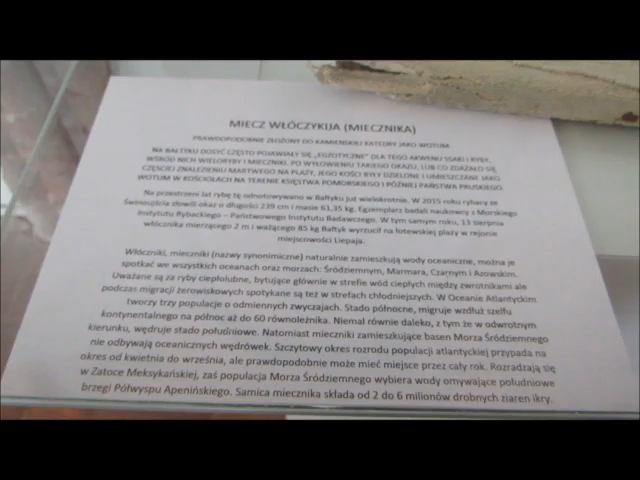 MIECZ WŁÓCZYKIJA (MIECZNIKA)
PRAWDOPODOBNIE ZŁOŻONY DO KAMIEŃSKIEJ KATEDRY JAKO WOTUM.
NA BAŁTYKU DOSYĆ CZĘSTO POJAWIAŁY SIĘ „EGZOTYCZNE" DLA TEGO AKWENU SSAKI I RYBY,
WŚRÓD NICH WIELORYBY I MIECZNIKI. PO WYŁOWIENIU TAKIEGO OKAZU, LUB CO ZDARZAŁO SIĘ
CZĘŚCIEJ ZNALEZIENIU MARTWEGO NA PLAŻY, JEGO KOŚCI BYŁY DZIELONE I UMIESZCZANE JAKO
WOTUM W KOŚCIOŁACH NA TERENIE KSIĘSTWA POMORSKIEGO I PÓŹNIEJ PAŃSTWA PRUSKIEGO.
Na przestrzeni lat rybę tę odnotowywano w Bałtyku już wielokrotnie. W 2015 roku rybacy ze
Świnoujścia złowili okaz o długości 239 cm i masie 61,35 kg. Egzemplarz badali naukowcy z Morskiego
Instytutu Rybackiego – Państwowego Instytutu Badawczego. W tym samym roku, 13 sierpnia
włócznika mierzącego 2 m i ważącego 85 kg Bałtyk wyrzucił na łotewskiej plaży w rejonie
miejscowości Liepaja.
Włóczniki, mieczniki (nazwy synonimiczne) naturalnie zamieszkują wody oceaniczne, można je
spotkać we wszystkich oceanach oraz morzach: Śródziemnym, Marmara, Czarnym i Azowskim.
Uważane są za ryby ciepłolubne, bytujące głównie w strefie wód ciepłych między zwrotnikami ale
podczas migracji żerowiskowych spotykane są też w strefach chłodniejszych. W Oceanie Atlantyckim
tworzy trzy populacje o odmiennych zwyczajach. Stado północne, migruje wzdłuż szelfu
kontynentalnego na północ aż do 60 równoleżnika. Niemal równie daleko, z tym że w odwrotnym
kierunku, wędruje stado południowe. Natomiast mieczniki zamieszkujące basen Morza Śródziemnego
nie odbywają oceanicznych wędrówek. Szczytowy okres rozrodu populacji atlantyckiej przypada na
okres od kwietnia do września, ale prawdopodobnie może mieć miejsce przez cały rok. Rozradzają się
w Zatoce Meksykańskiej, zaś populacja Morza Śródziemnego wybiera wody omywające południowe
brzegi Półwyspu Apenińskiego. Samica miecznika składa od 2 do 6 milionów drobnych ziaren ikry.